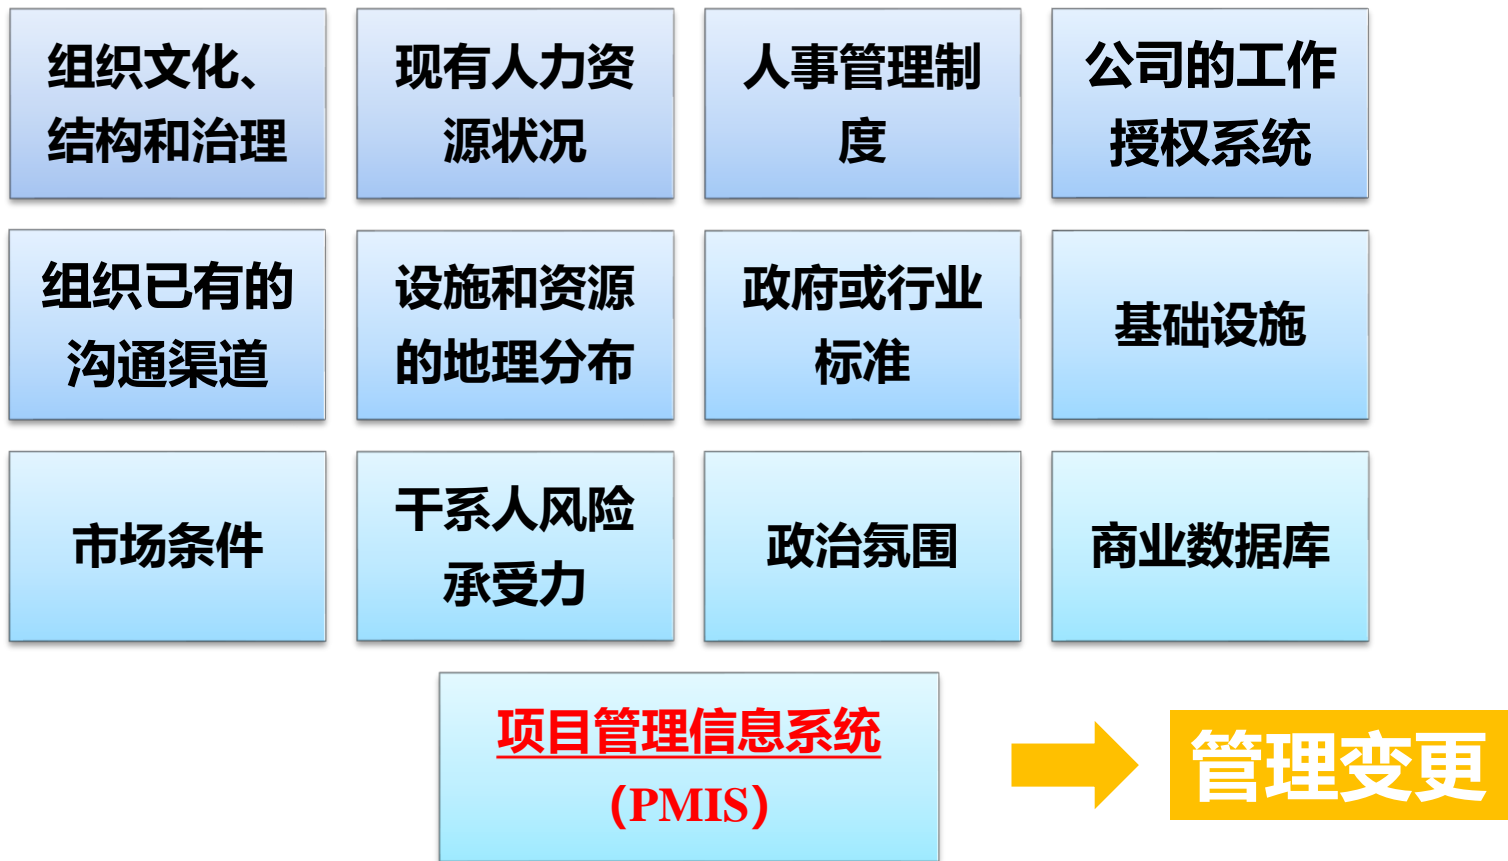 组织文化、
结构和治理
现有人力资
源状况
人事管理制
度
公司的工作
授权系统
组织已有的
沟通渠道
设施和资源
的地理分布
政府或行业
标准
基础设施
市场条件
干系人风险
承受力
政治氛围
商业数据库
项目管理信息系统
(PMIS)
管理变更